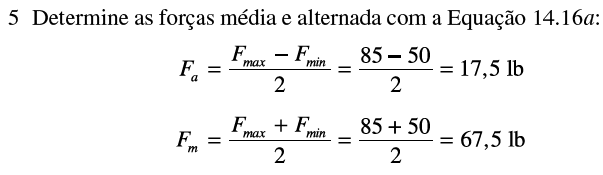 5 Determine as forças média e alternada com a Equação 14.16a:
F_a = (F_max − F_min)/2 = (85 − 50)/2 = 17,5 lb
F_m = (F_max + F_min)/2 = (85 + 50)/2 = 67,5 lb